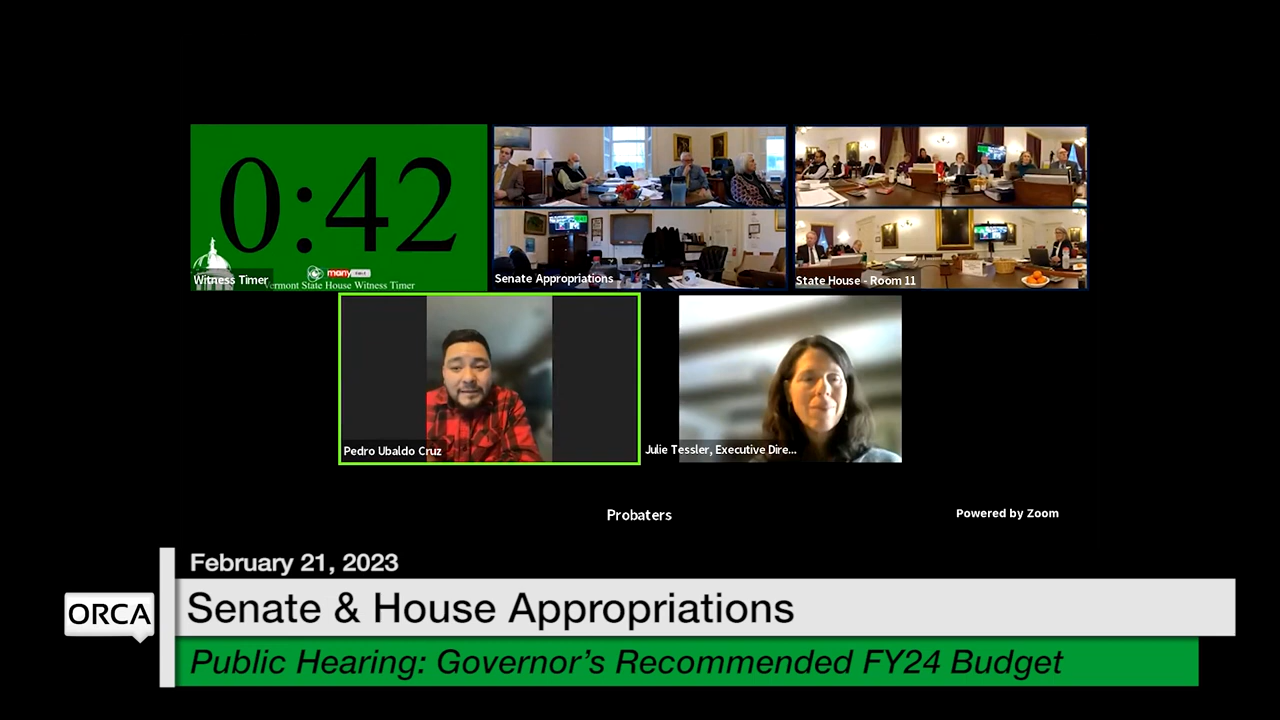 0:42
Witness Timer
many
Vermont State House Witness Timer
Senate Appropriations
State House - Room 11
Pedro Ubaldo Cruz
Julie Tessler, Executive Dire...
Probaters
Powered by Zoom
February 21, 2023
ORCA
Senate & House Appropriations
Public Hearing: Governor's Recommended FY24 Budget